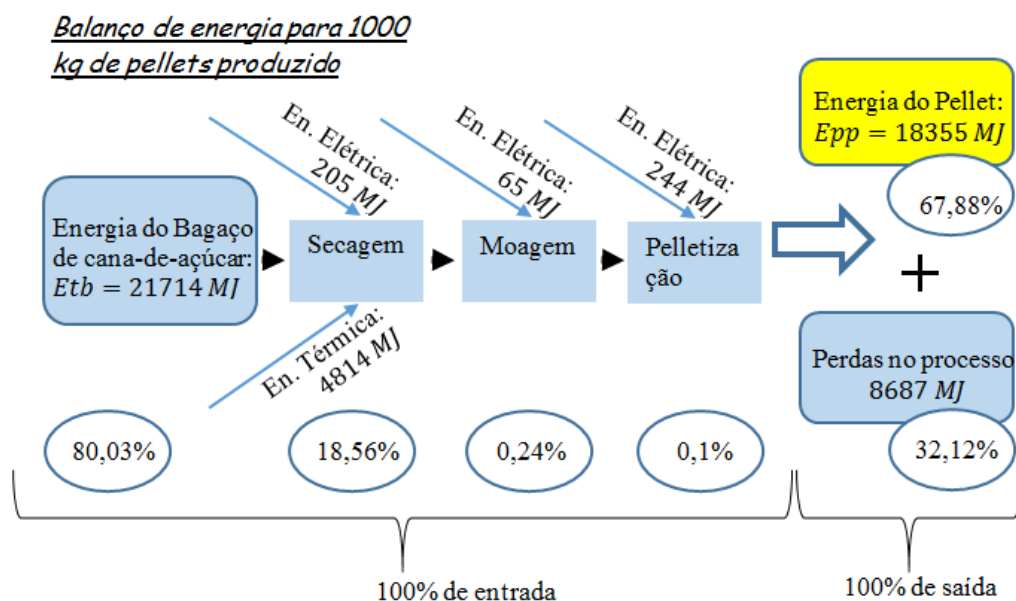 Balanço de energia para 1000
kg de pellets produzido
En. Elétrica:
205 MJ
En. Elétrica:
65 MJ
En. Elétrica:
244 MJ
Energia do Pellet:
Epp = 18355 MJ
67,88%
Energia do Bagaço
de cana-de-açúcar:
Etb = 21714 MJ
Secagem
Moagem
Pelletiza
ção
+
En. Térmica:
4814 MJ
Perdas no processo
8687 MJ
80,03%
18,56%
0,24%
0,1%
32,12%
100% de entrada
100% de saída